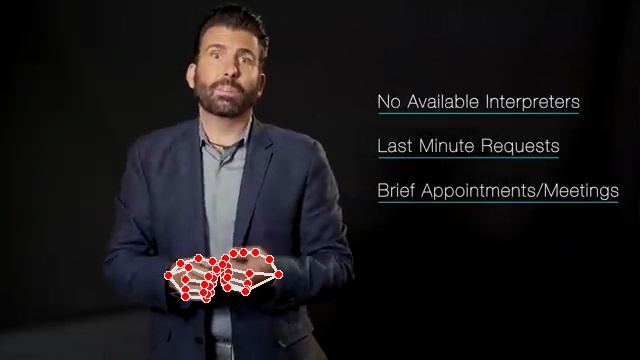 No Available Interpreters
Last Minute Requests
Brief Appointments/Meetings